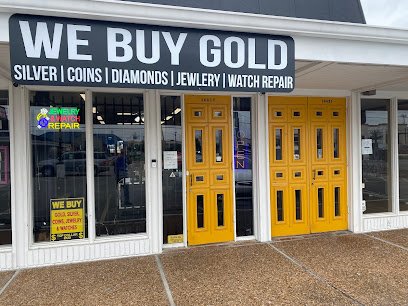 WE BUY GOLD
SILVER | COINS | DIAMONDS | JEWLERY | WATCH REPAIR
JEWELRY
& WATCH
REPAIR
OPEN
WE BUY
GOLD, SILVER,
COINS, JEWELRY
& WATCHES